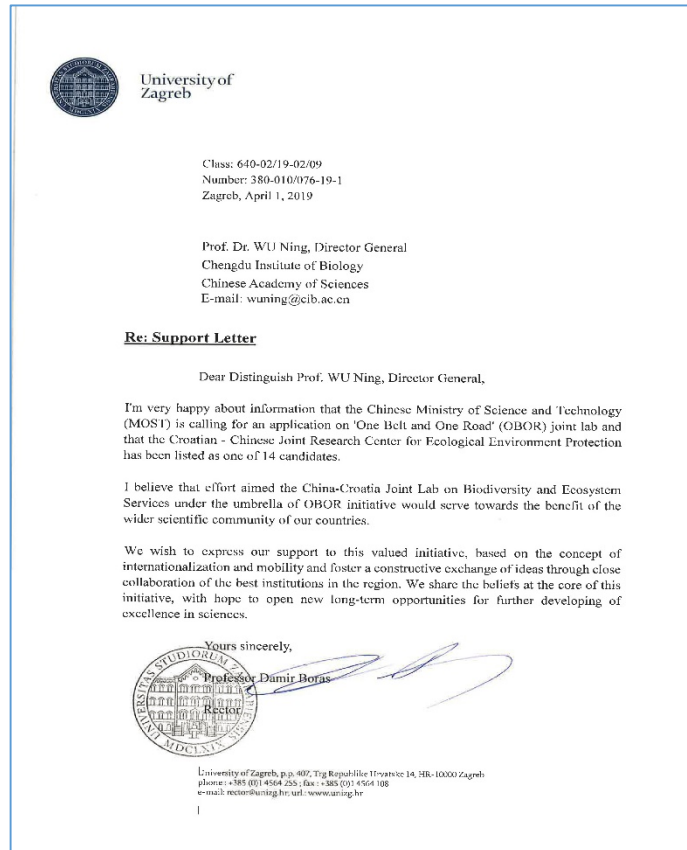 University of
Zagreb
Class: 640-02/19-02/09
Number: 380-010/076-19-1
Zagreb, April 1, 2019
Prof. Dr. WU Ning, Director General
Chengdu Institute of Biology
Chinese Academy of Sciences
E-mail: wuning@cib.ac.cn
Re: Support Letter
Dear Distinguish Prof. WU Ning, Director General,
I'm very happy about information that the Chinese Ministry of Science and Technology
(MOST) is calling for an application on 'One Belt and One Road' (OBOR) joint lab and
that the Croatian - Chinese Joint Research Center for Ecological Environment Protection
has been listed as one of 14 candidates.
I believe that effort aimed the China-Croatia Joint Lab on Biodiversity and Ecosystem
Services under the umbrella of OBOR initiative would serve towards the benefit of the
wider scientific community of our countries.
We wish to express our support to this valued initiative, based on the concept of
internationalization and mobility and foster a constructive exchange of ideas through close
collaboration of the best institutions in the region. We share the beliefs at the core of this
initiative, with hope to open new long-term opportunities for further developing of
excellence in sciences.
Yours sincerely,
Professor Damir Boras
Rector
UNIVERSITAS STUDIORUM ZAGRABIENSIS
MDCLXIX
University of Zagreb, p.p. 407, Trg Republike Hrvatske 14, HR-10000 Zagreb
phone: +385 (0)1 4564 255 ; fax : +385 (0)1 4564 108
e-mail: rector@unizg.hr, url.: www.unizg.hr